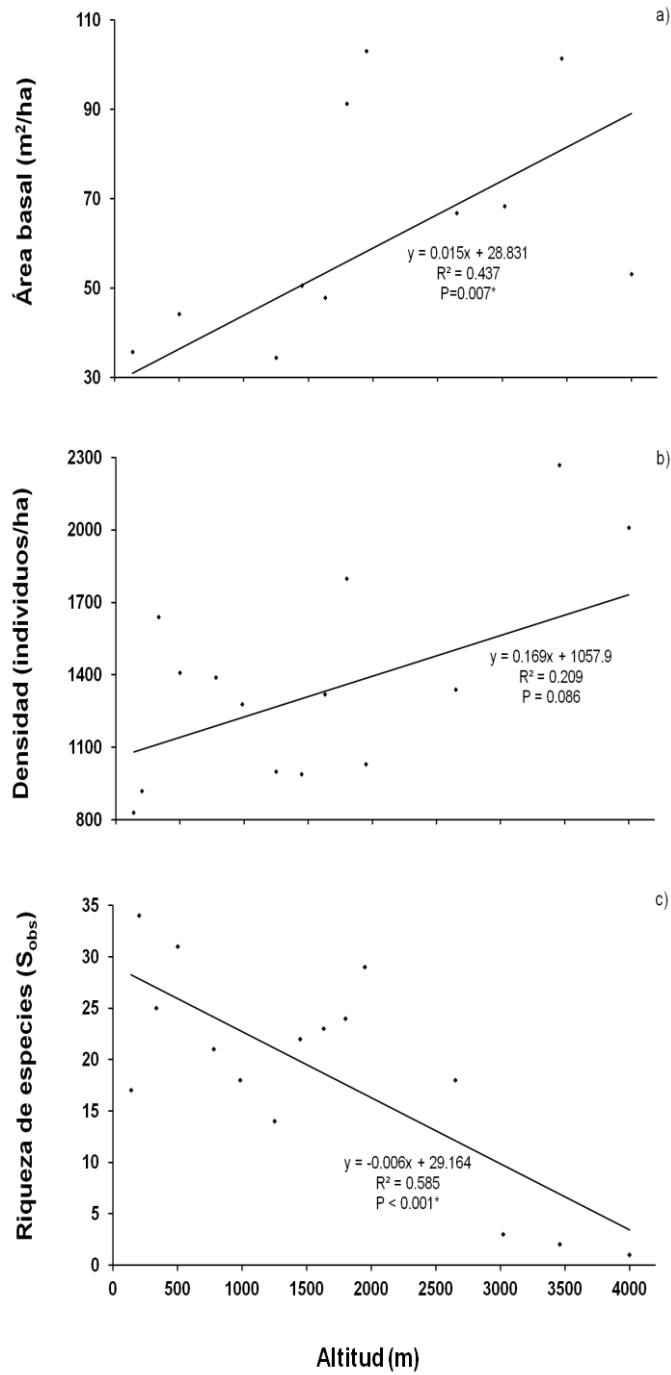 a)
110
90
70
50
30
Área basal (m²/ha)
y = 0.015x + 28.831
R² = 0.437
P=0.007*
b)
2300
2000
1700
1400
1100
800
Densidad (individuos/ha)
y = 0.169x + 1057.9
R² = 0.209
P = 0.086
c)
35
30
25
20
15
10
5
0
Riqueza de especies (Sobs)
y = -0.006x + 29.164
R² = 0.585
P < 0.001*
0 500 1000 1500 2000 2500 3000 3500 4000
Altitud (m)